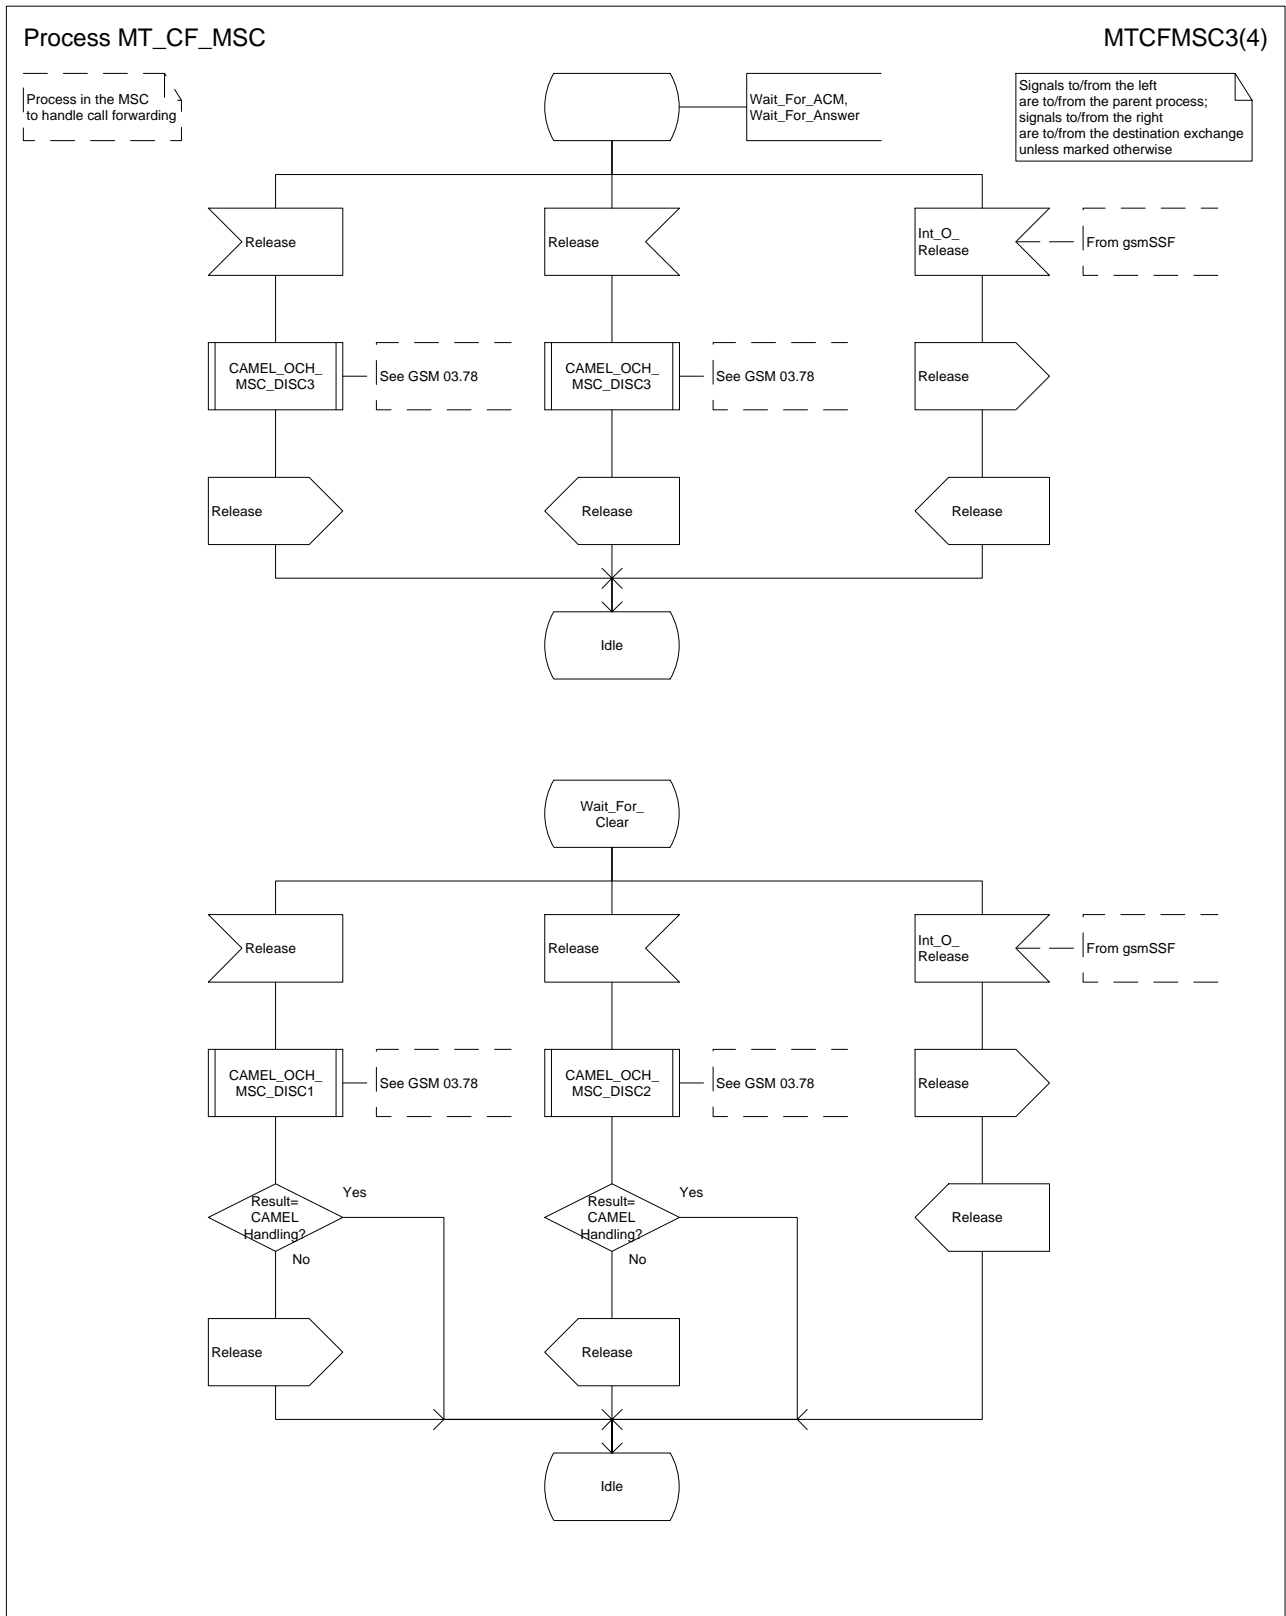 Process MT_CF_MSC
MTCFMSC3(4)
Process in the MSC
to handle call forwarding
Wait_For_ACM,
Wait_For_Answer
Signals to/from the left
are to/from the parent process;
signals to/from the right
are to/from the destination exchange
unless marked otherwise
Release
Release
Int_O_
Release
From gsmSSF
CAMEL_OCH_
MSC_DISC3
See GSM 03.78
CAMEL_OCH_
MSC_DISC3
See GSM 03.78
Release
Release
Release
Release
Idle
Wait_For_
Clear
Release
Release
Int_O_
Release
From gsmSSF
CAMEL_OCH_
MSC_DISC1
See GSM 03.78
CAMEL_OCH_
MSC_DISC2
See GSM 03.78
Release
Result=
CAMEL
Handling?
Yes
No
Result=
CAMEL
Handling?
Yes
No
Release
Release
Release
Idle